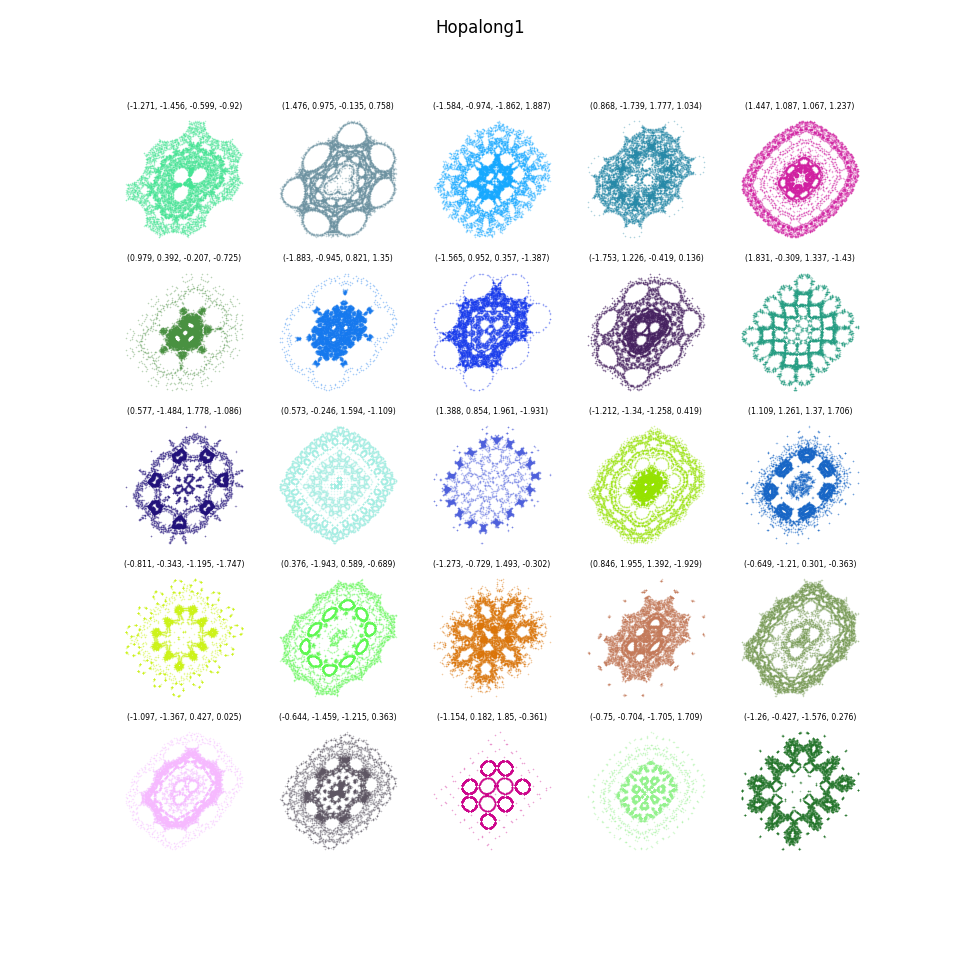 Hopalong1
(-1.271, -1.456, -0.599, -0.92) (1.476, 0.975, -0.135, 0.758) (-1.584, -0.974, -1.862, 1.887) (0.868, -1.739, 1.777, 1.034) (1.447, 1.087, 1.067, 1.237)
(0.979, 0.392, -0.207, -0.725) (-1.883, -0.945, 0.821, 1.35) (-1.565, 0.952, 0.357, -1.387) (-1.753, 1.226, -0.419, 0.136) (1.831, -0.309, 1.337, -1.43)
(0.577, -1.484, 1.778, -1.086) (0.573, -0.246, 1.594, -1.109) (1.388, 0.854, 1.961, -1.931) (-1.212, -1.34, -1.258, 0.419) (1.109, 1.261, 1.37, 1.706)
(-0.811, -0.343, -1.195, -1.747) (0.376, -1.943, 0.589, -0.689) (-1.273, -0.729, 1.493, -0.302) (0.846, 1.955, 1.392, -1.929) (-0.649, -1.21, 0.301, -0.363)
(-1.097, -1.367, 0.427, 0.025) (-0.644, -1.459, -1.215, 0.363) (-1.154, 0.182, 1.85, -0.361) (-0.75, -0.704, -1.705, 1.709) (-1.26, -0.427, -1.576, 0.276)